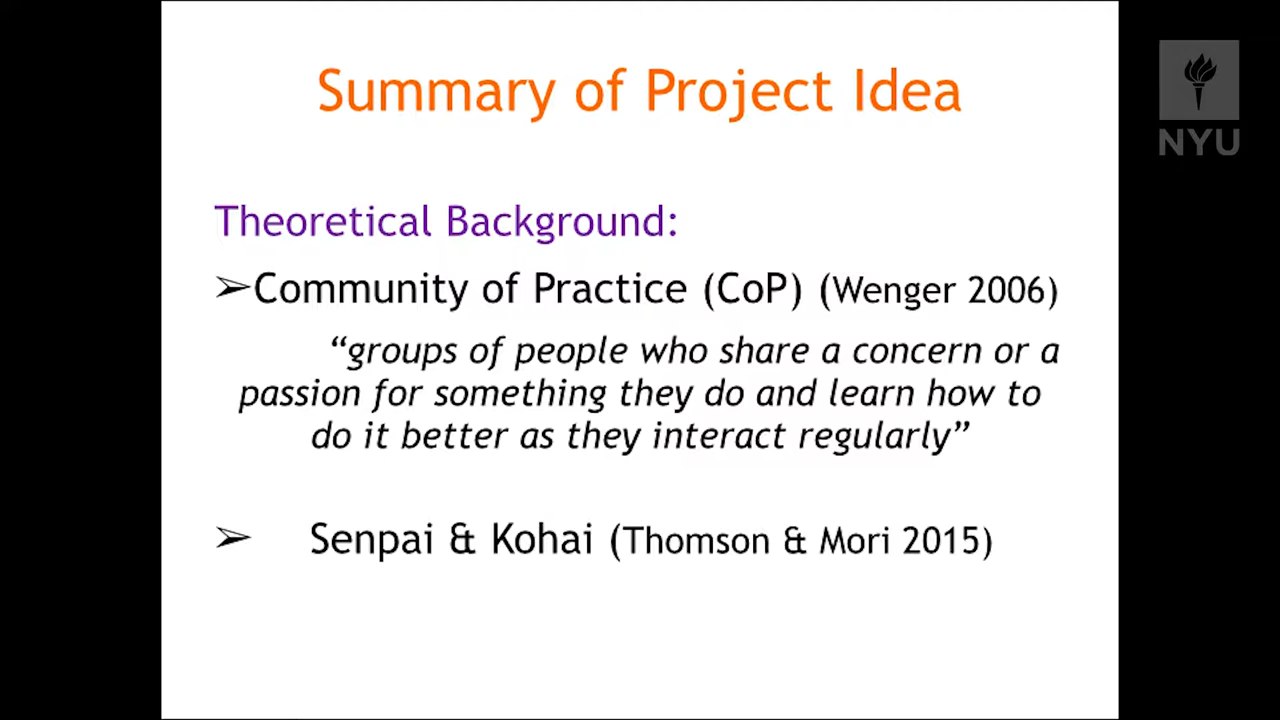 Summary of Project Idea
NYU
Theoretical Background:
➢Community of Practice (CoP) (Wenger 2006)
“groups of people who share a concern or a
passion for something they do and learn how to
do it better as they interact regularly”
➢ Senpai & Kohai (Thomson & Mori 2015)